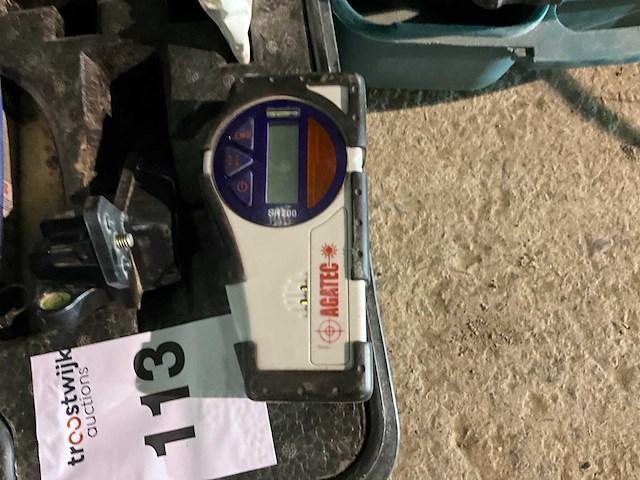 SR200
AGATEC
troostwijk
auctions
113